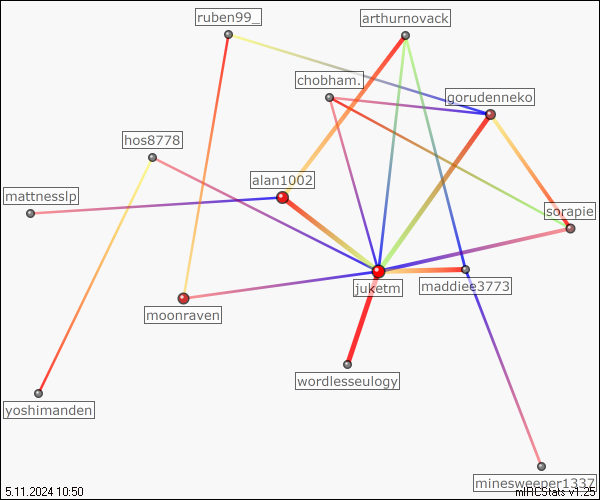 ruben99_
arthurnovack
chobham.
gorudenneko
hos8778
alan1002
mattnesslp
sorapie
juketm
maddiee3773
moonraven
wordlesseulogy
yoshimanden
minesweeper1337
5.11.2024 10:50
mIRCStats v1.25